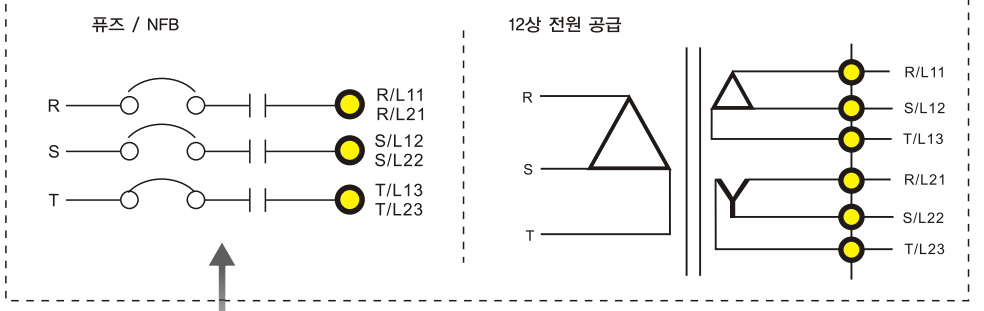 퓨즈 / NFB
R
R/L11
R/L21
S
S/L12
S/L22
T
T/L13
T/L23
12상 전원 공급
R
S
T
R/L11
S/L12
T/L13
R/L21
S/L22
T/L23